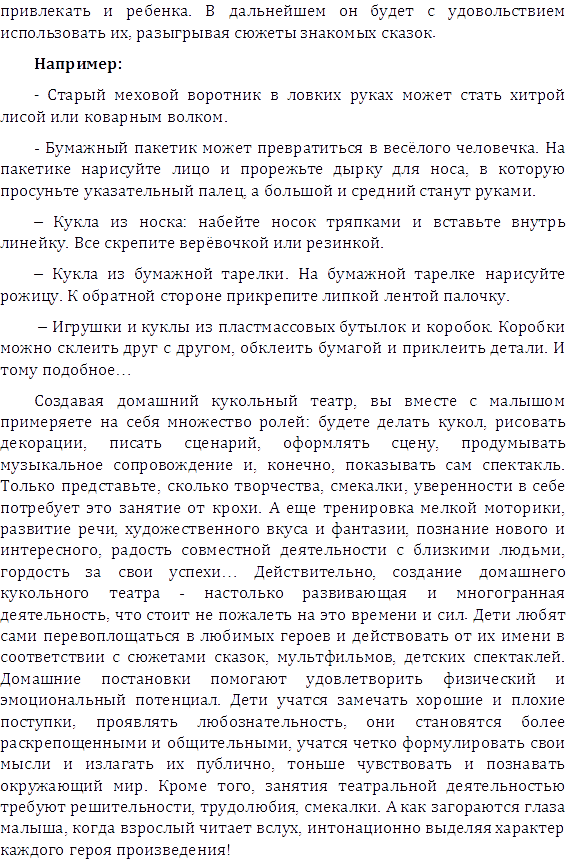 привлекать и ребенка. В дальнейшем он будет с удовольствием
использовать их, разыгрывая сюжеты знакомых сказок.
Например:
- Старый меховой воротник в ловких руках может стать хитрой
лисой или коварным волком.
- Бумажный пакетик может превратиться в весёлого человечка. На
пакетике нарисуйте лицо и прорежьте дырку для носа, в которую
просуньте указательный палец, а большой и средний станут руками.
– Кукла из носка: набейте носок тряпками и вставьте внутрь
линейку. Все скрепите верёвочкой или резинкой.
– Кукла из бумажной тарелки. На бумажной тарелке нарисуйте
рожицу. К обратной стороне прикрепите липкой лентой палочку.
– Игрушки и куклы из пластмассовых бутылок и коробок. Коробки
можно склеить друг с другом, обклеить бумагой и приклеить детали. И
тому подобное…
Создавая домашний кукольный театр, вы вместе с малышом
примеряете на себя множество ролей: будете делать кукол, рисовать
декорации, писать сценарий, оформлять сцену, продумывать
музыкальное сопровождение и, конечно, показывать сам спектакль.
Только представьте, сколько творчества, смекалки, уверенности в себе
потребует это занятие от крохи. А еще тренировка мелкой моторики,
развитие речи, художественного вкуса и фантазии, познание нового и
интересного, радость совместной деятельности с близкими людьми,
гордость за свои успехи… Действительно, создание домашнего
кукольного театра - настолько развивающая и многогранная
деятельность, что стоит не пожалеть на это времени и сил. Дети любят
сами перевоплощаться в любимых героев и действовать от их имени в
соответствии с сюжетами сказок, мультфильмов, детских спектаклей.
Домашние постановки помогают удовлетворить физический и
эмоциональный потенциал. Дети учатся замечать хорошие и плохие
поступки, проявлять любознательность, они становятся более
раскрепощенными и общительными, учатся четко формулировать свои
мысли и излагать их публично, тоньше чувствовать и познавать
окружающий мир. Кроме того, занятия театральной деятельностью
требуют решительности, трудолюбия, смекалки. А как загораются глаза
малыша, когда взрослый читает вслух, интонационно выделяя характер
каждого героя произведения!